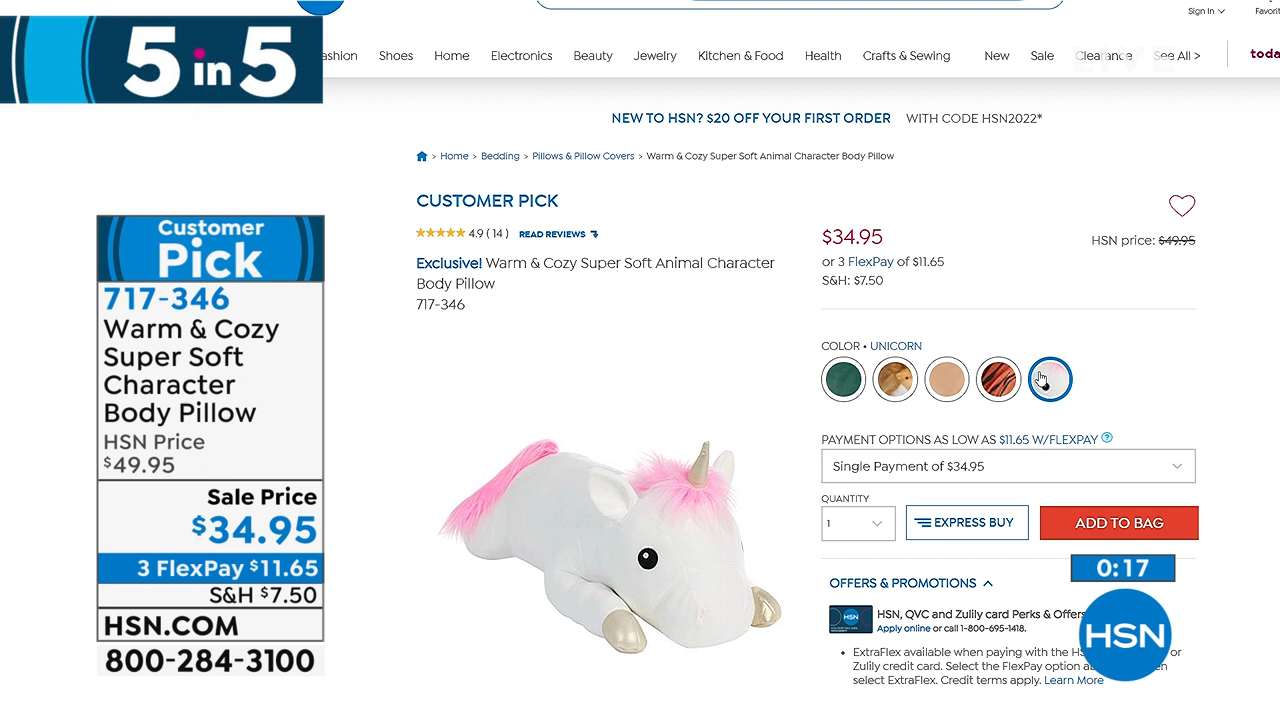 5 in 5
Sign In
Favorit
ashion Shoes Home Electronics Beauty Jewelry Kitchen & Food Health Crafts & Sewing New Sale Clearance See All > toda
NEW TO HSN? $20 OFF YOUR FIRST ORDER WITH CODE HSN2022*
> Home > Bedding > Pillows & Pillow Covers > Warm & Cozy Super Soft Animal Character Body Pillow
Customer
Pick
717-346
Warm & Cozy
Super Soft
Character
Body Pillow
HSN Price
$49.95
Sale Price
$34.95
3 FlexPay $11.65
S&H $7.50
HSN.COM
800-284-3100
CUSTOMER PICK
4.9 ( 14 ) READ REVIEWS
Exclusive! Warm & Cozy Super Soft Animal Character
Body Pillow
717-346
$34.95
HSN price: $49.95
or 3 FlexPay of $11.65
S&H: $7.50
COLOR • UNICORN
PAYMENT OPTIONS AS LOW AS $11.65 W/FLEXPAY ?
Single Payment of $34.95
QUANTITY
1
EXPRESS BUY
ADD TO BAG
0:17
OFFERS & PROMOTIONS
HSN
HSN, QVC and Zulily card Perks & Offers
Apply online or call 1-800-695-1418.
HSN
• ExtraFlex available when paying with the HS or
Zulily credit card. Select the FlexPay option a en
select ExtraFlex. Credit terms apply. Learn More